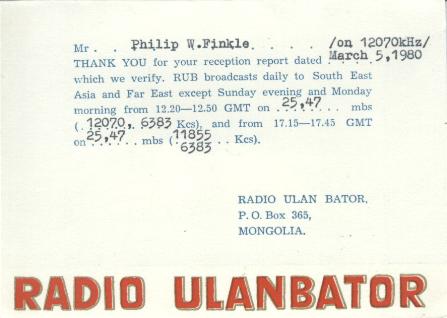 Mr . . Philip W.Finkle. . . . . /on 12070kHz/
THANK YOU for your reception report dated . . . March 5,1980
which we verify. RUB broadcasts daily to South East
Asia and Far East except Sunday evening and Monday
morning from 12.20—12.50 GMT on 25,47 mbs
(. 12070, 6383 Kcs), and from 17.15—17.45 GMT
on 25,47 mbs (11855 . . Kcs).
6383
RADIO ULAN BATOR.
P. O. Box 365,
MONGOLIA.
RADIO ULANBATOR